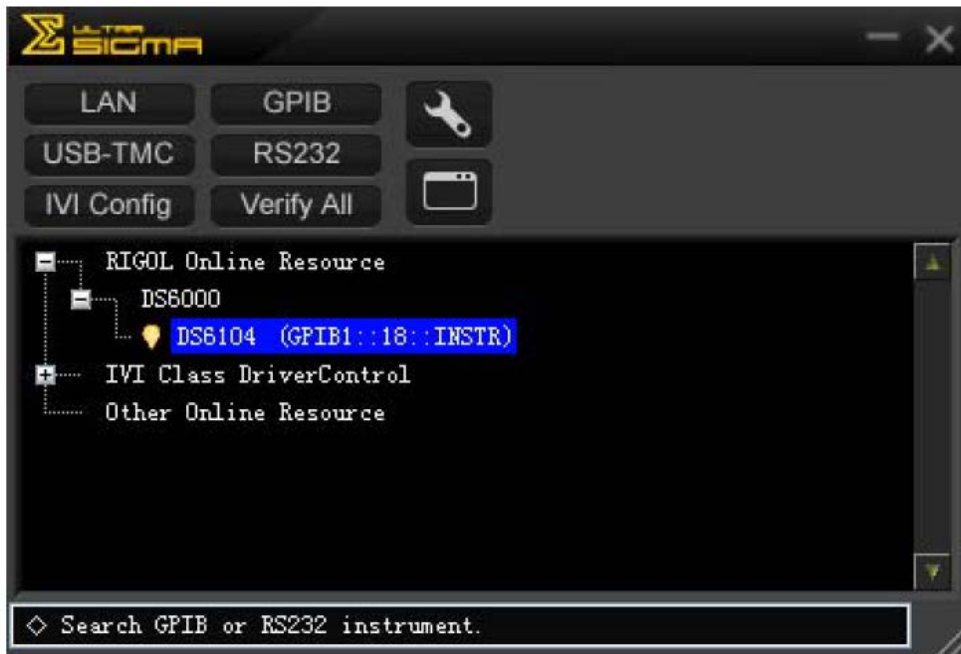 ULTRA
SIGMA
LAN GPIB
USB-TMC RS232
IVI Config Verify All
RIGOL Online Resource
DS6000
DS6104 (GPIB1::18::INSTR)
IVI Class DriverControl
Other Online Resource
◇ Search GPIB or RS232 instrument.